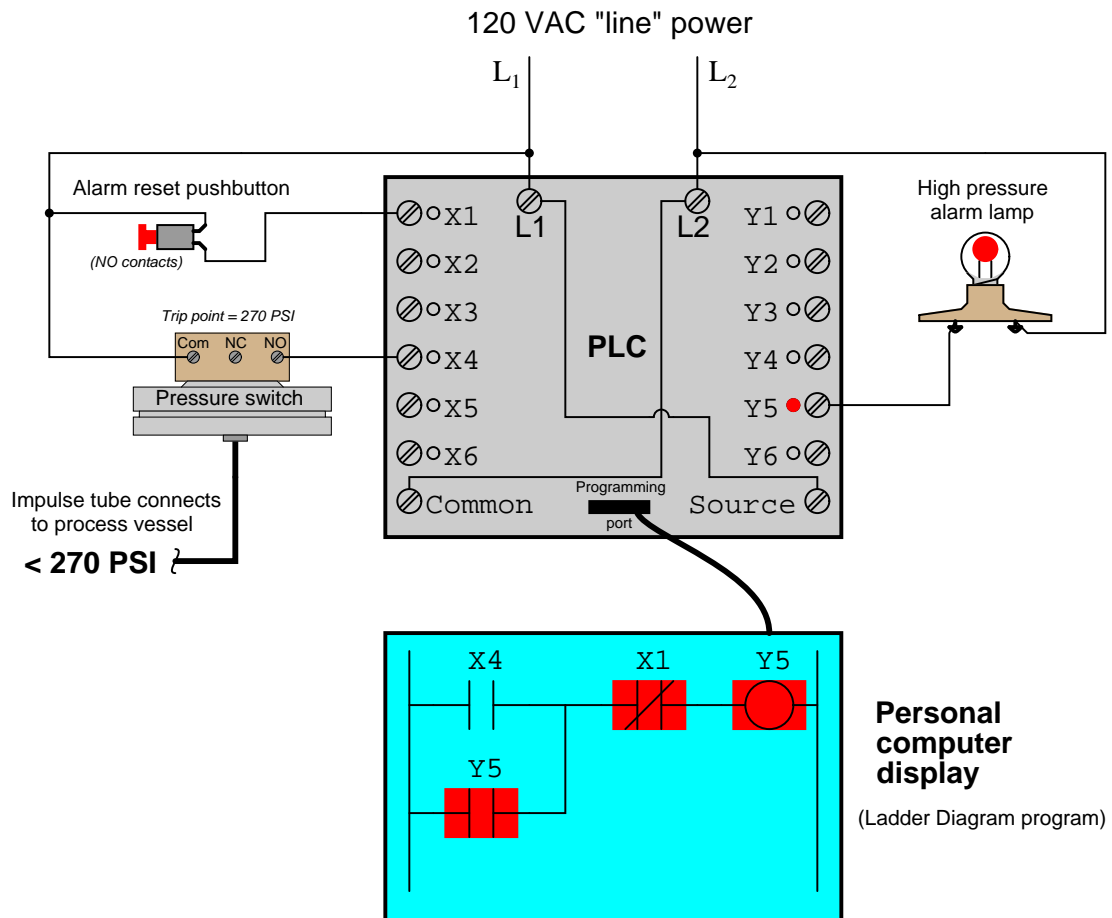 120 VAC "line" power
L1
L2
Alarm reset pushbutton
(NO contacts)
High pressure
alarm lamp
X1
L1
L2
Y1
X2
Y2
Trip point = 270 PSI
X3
Y3
Com NC NO
X4
PLC
Y4
Pressure switch
X5
Y5
X6
Y6
Impulse tube connects
to process vessel
< 270 PSI
Common
Programming
port
Source
X4
X1
Y5
Y5
Personal
computer
display
(Ladder Diagram program)